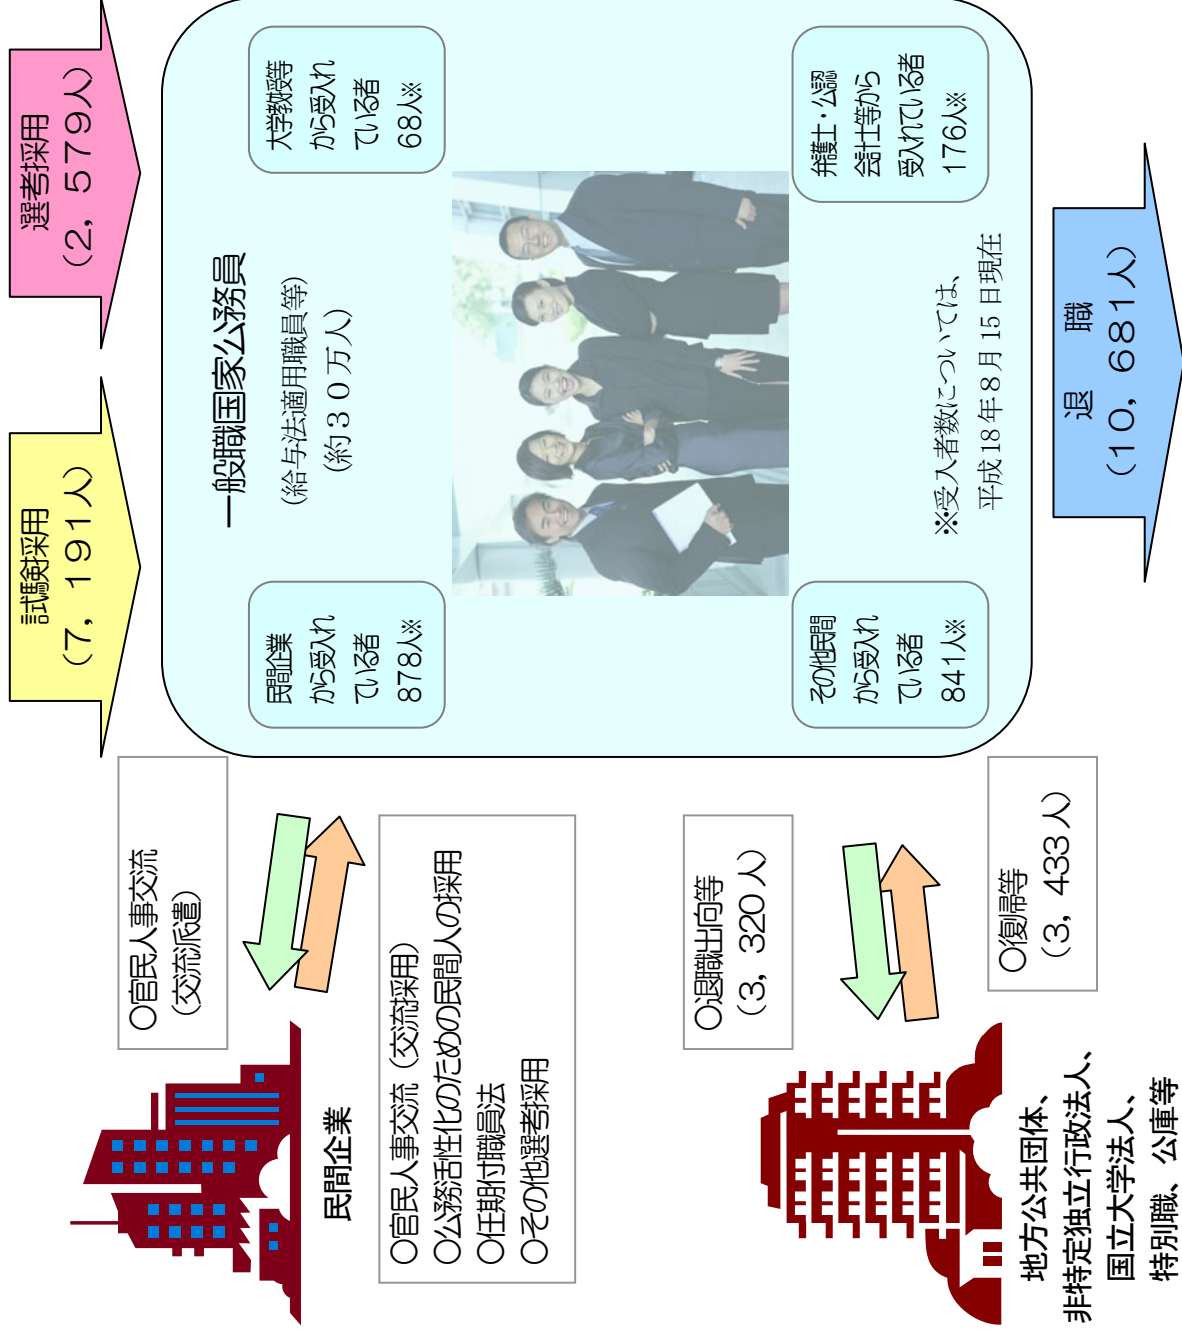 試験採用
（７，１９１人）
選考採用
（２，５７９人）
一般職国家公務員
（給与法適用職員等）
（約３０万人）
民間企業
から受入れ
ている者
878人※
大学教授等
から受入れ
ている者
68人※
その他民間
から受入れ
ている者
841人※
弁護士・公認
会計士等から
受入れている者
176人※
※受入者数については、
平成18年８月15日現在
退　職
（１０，６８１人）
○官民人事交流
（交流派遣）
民間企業
○官民人事交流（交流採用）
○公務活性化のための民間人の採用
○任期付職員法
○その他選考採用
○退職出向等
（３，３２０人）
○復帰等
（３，４３３人）
地方公共団体、
非特定独立行政法人、
国立大学法人、
特別職、公庫等